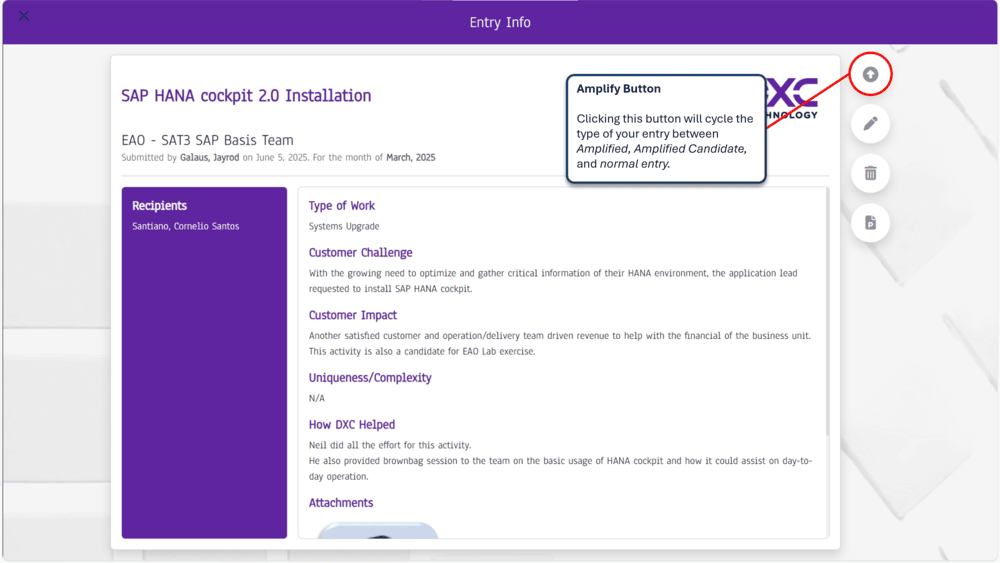 Entry Info
SAP HANA cockpit 2.0 Installation
EAO - SAT3 SAP Basis Team
Submitted by Galaus, Jayrod on June 5, 2025. For the month of March, 2025
Amplify Button
Clicking this button will cycle the
type of your entry between
Amplified, Amplified Candidate,
and normal entry.
Recipients
Santiano, Cornelio Santos
Type of Work
Systems Upgrade
Customer Challenge
With the growing need to optimize and gather critical information of their HANA environment, the application lead
requested to install SAP HANA cockpit.
Customer Impact
Another satisfied customer and operation/delivery team driven revenue to help with the financial of the business unit.
This activity is also a candidate for EAO Lab exercise.
Uniqueness/Complexity
N/A
How DXC Helped
Neil did all the effort for this activity.
He also provided brownbag session to the team on the basic usage of HANA cockpit and how it could assist on day-to-
day operation.
Attachments